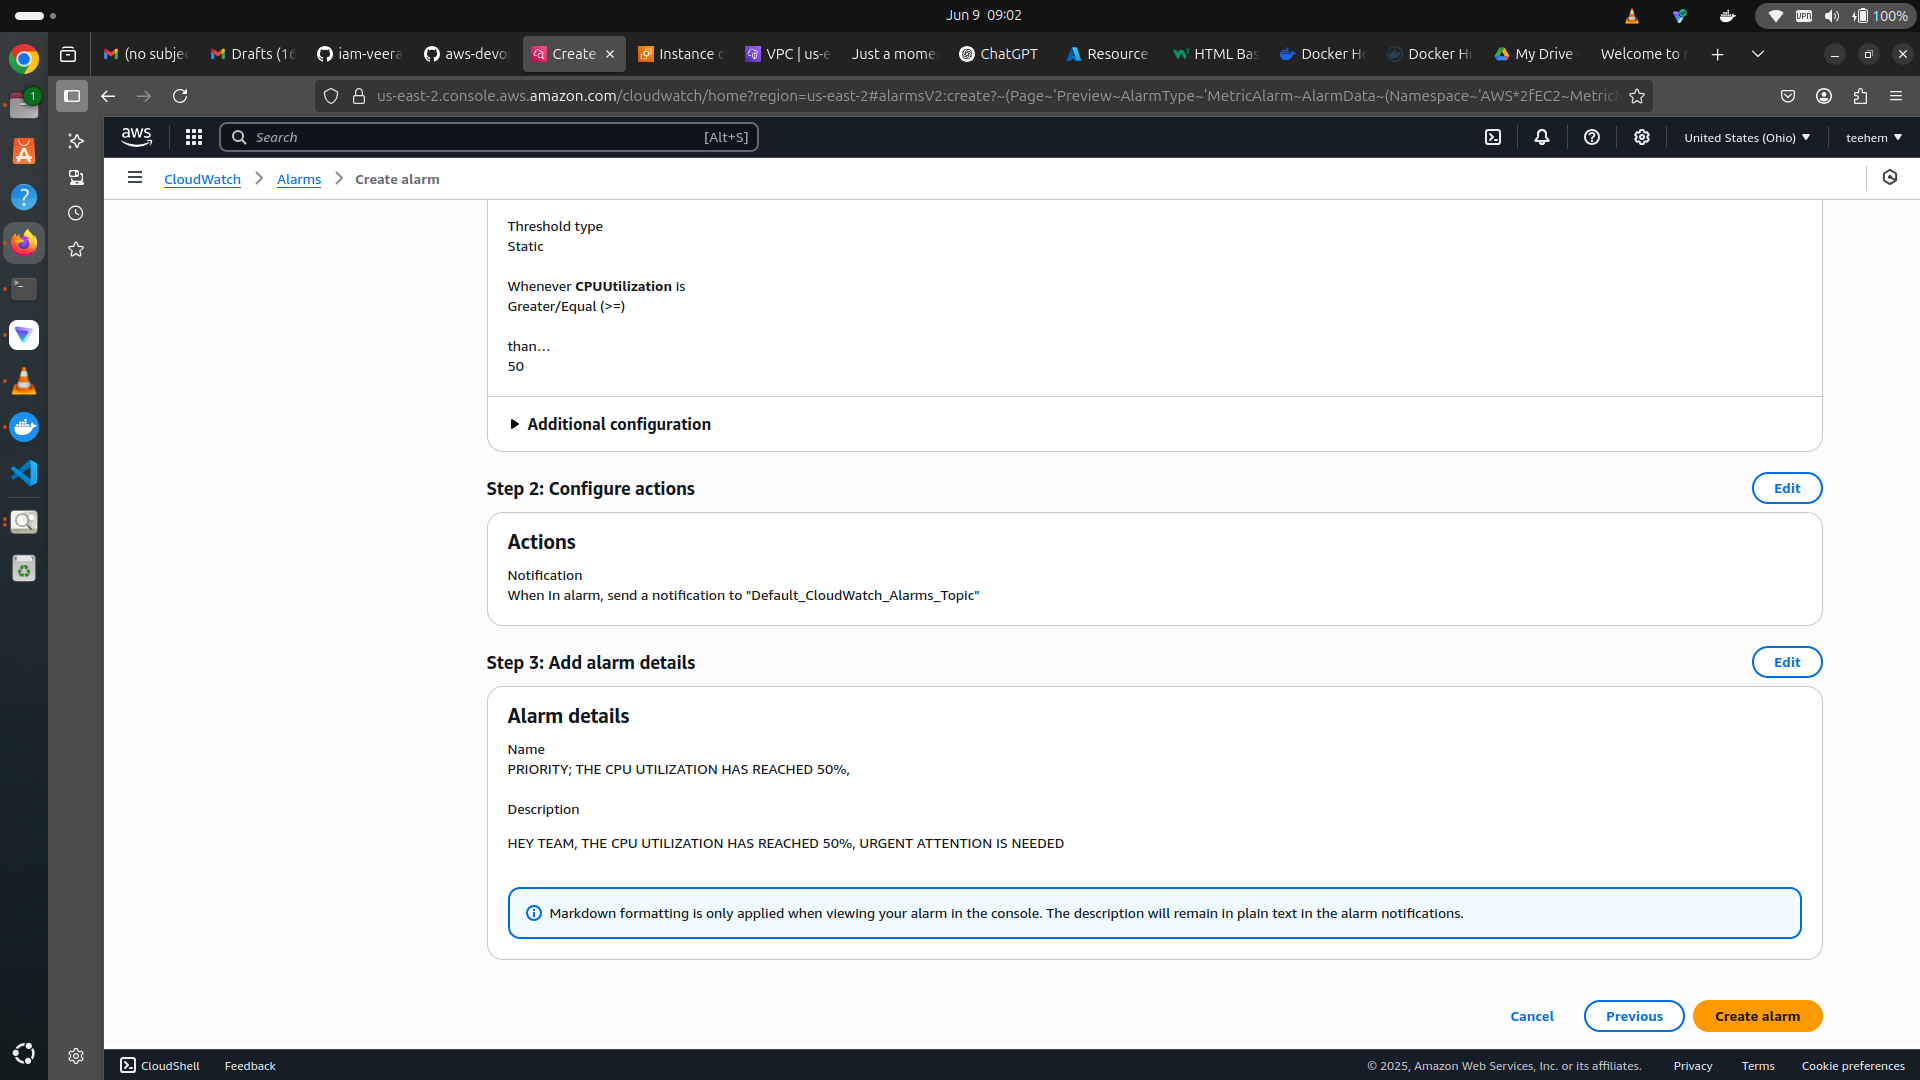 Jun 9 09:02
100%
(no subje
Drafts (16
iam-veera
aws-devo
Create
Instance
VPC | us-e
Just a mome
ChatGPT
Resource
HTML Bas
Docker Ho
Docker Hu
My Drive
Welcome to
us-east-2.console.aws.amazon.com/cloudwatch/home?region=us-east-2#alarmsV2:create?~(Page~'Preview~AlarmType~'MetricAlarm~AlarmData~(Namespace~'AWS*2fEC2~Metric
aws
Search
[Alt+S]
United States (Ohio)
teehem
CloudWatch
Alarms
Create alarm
Threshold type
Static
Whenever CPUUtilization is
Greater/Equal (>=)
than…
50
Additional configuration
Step 2: Configure actions
Edit
Actions
Notification
When In alarm, send a notification to "Default_CloudWatch_Alarms_Topic"
Step 3: Add alarm details
Edit
Alarm details
Name
PRIORITY; THE CPU UTILIZATION HAS REACHED 50%,
Description
HEY TEAM, THE CPU UTILIZATION HAS REACHED 50%, URGENT ATTENTION IS NEEDED
Markdown formatting is only applied when viewing your alarm in the console. The description will remain in plain text in the alarm notifications.
Cancel
Previous
Create alarm
CloudShell
Feedback
© 2025, Amazon Web Services, Inc. or its affiliates.
Privacy
Terms
Cookie preferences